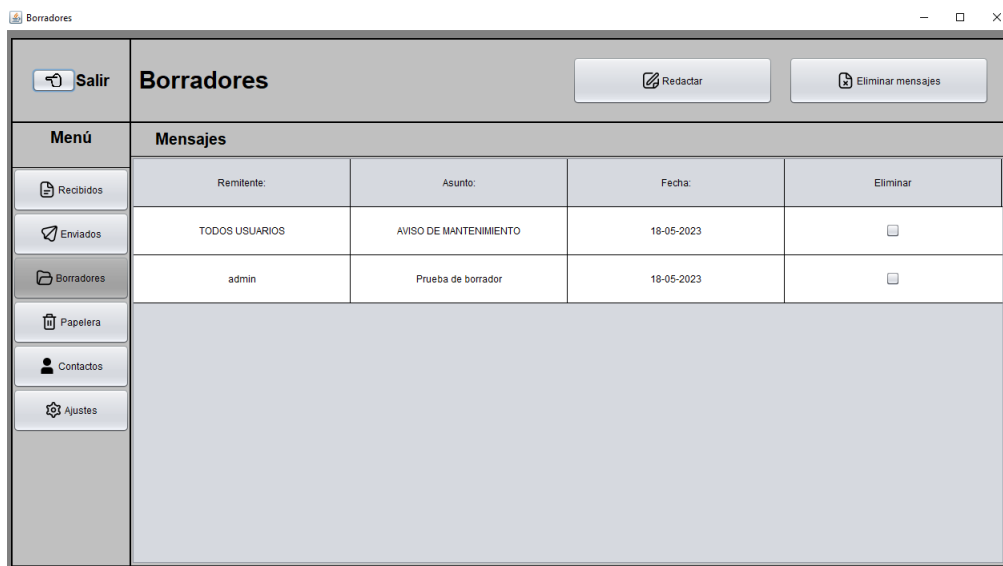 Borradores
Salir
Borradores
Redactar
Eliminar mensajes
Menú
Mensajes
Recibidos
Enviados
Borradores
Papelera
Contactos
Ajustes
Remitente: Asunto: Fecha: Eliminar
TODOS USUARIOS AVISO DE MANTENIMIENTO 18-05-2023
admin Prueba de borrador 18-05-2023